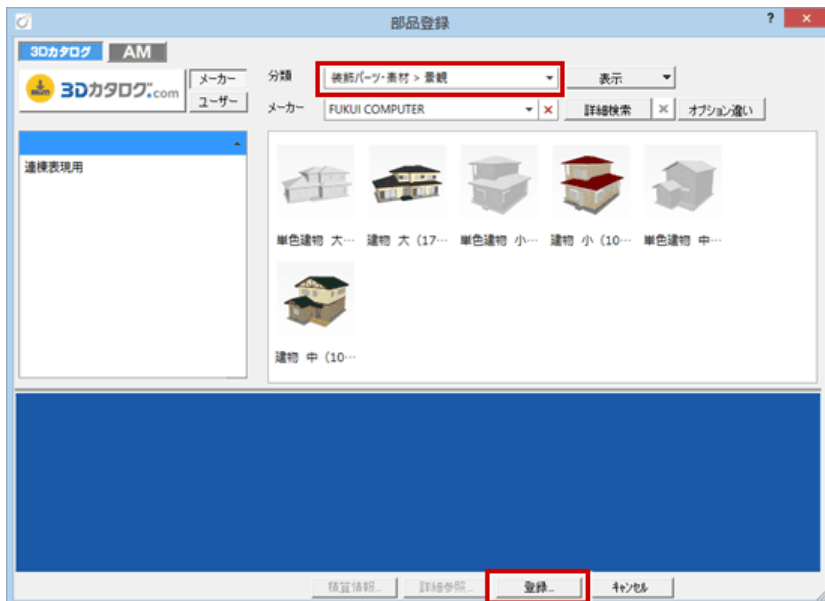 部品登録
? ×
3Dカタログ AM
3Dカタログ.com
メーカー
ユーザー
分類 装飾パーツ・素材 > 景観 表示
メーカー FUKUI COMPUTER × 詳細検索 × オプション違い
連棟表現用
単色建物 大… 建物 大（17… 単色建物 小… 建物 小（10… 単色建物 中…
建物 中（10…
積算情報... 詳細参照... 登録... キャンセル